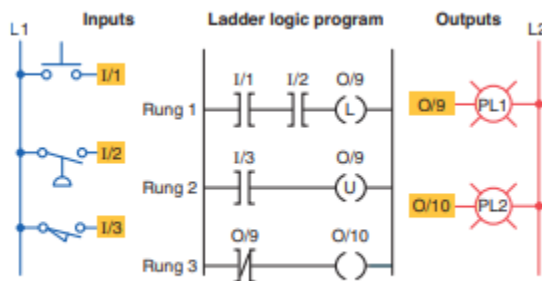 Inputs
Ladder logic program
Outputs
L1
L2
I/1
I/2
I/3
Rung 1
I/1 I/2 O/9
L
Rung 2
I/3 O/9
U
Rung 3
O/9 O/10
O/9 PL1
O/10 PL2